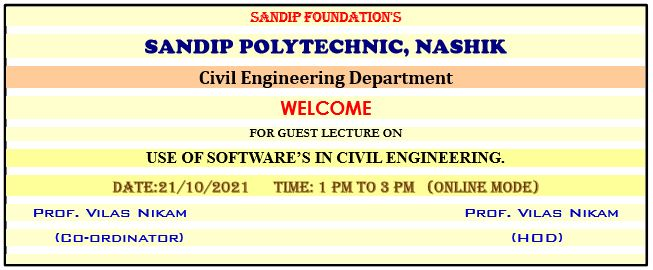 SANDIP FOUNDATION'S
SANDIP POLYTECHNIC, NASHIK
Civil Engineering Department
WELCOME
FOR GUEST LECTURE ON
USE OF SOFTWARE'S IN CIVIL ENGINEERING.
DATE:21/10/2021 TIME: 1 PM TO 3 PM (ONLINE MODE)
PROF. VILAS NIKAM PROF. VILAS NIKAM
(CO-ORDINATOR) (HOD)